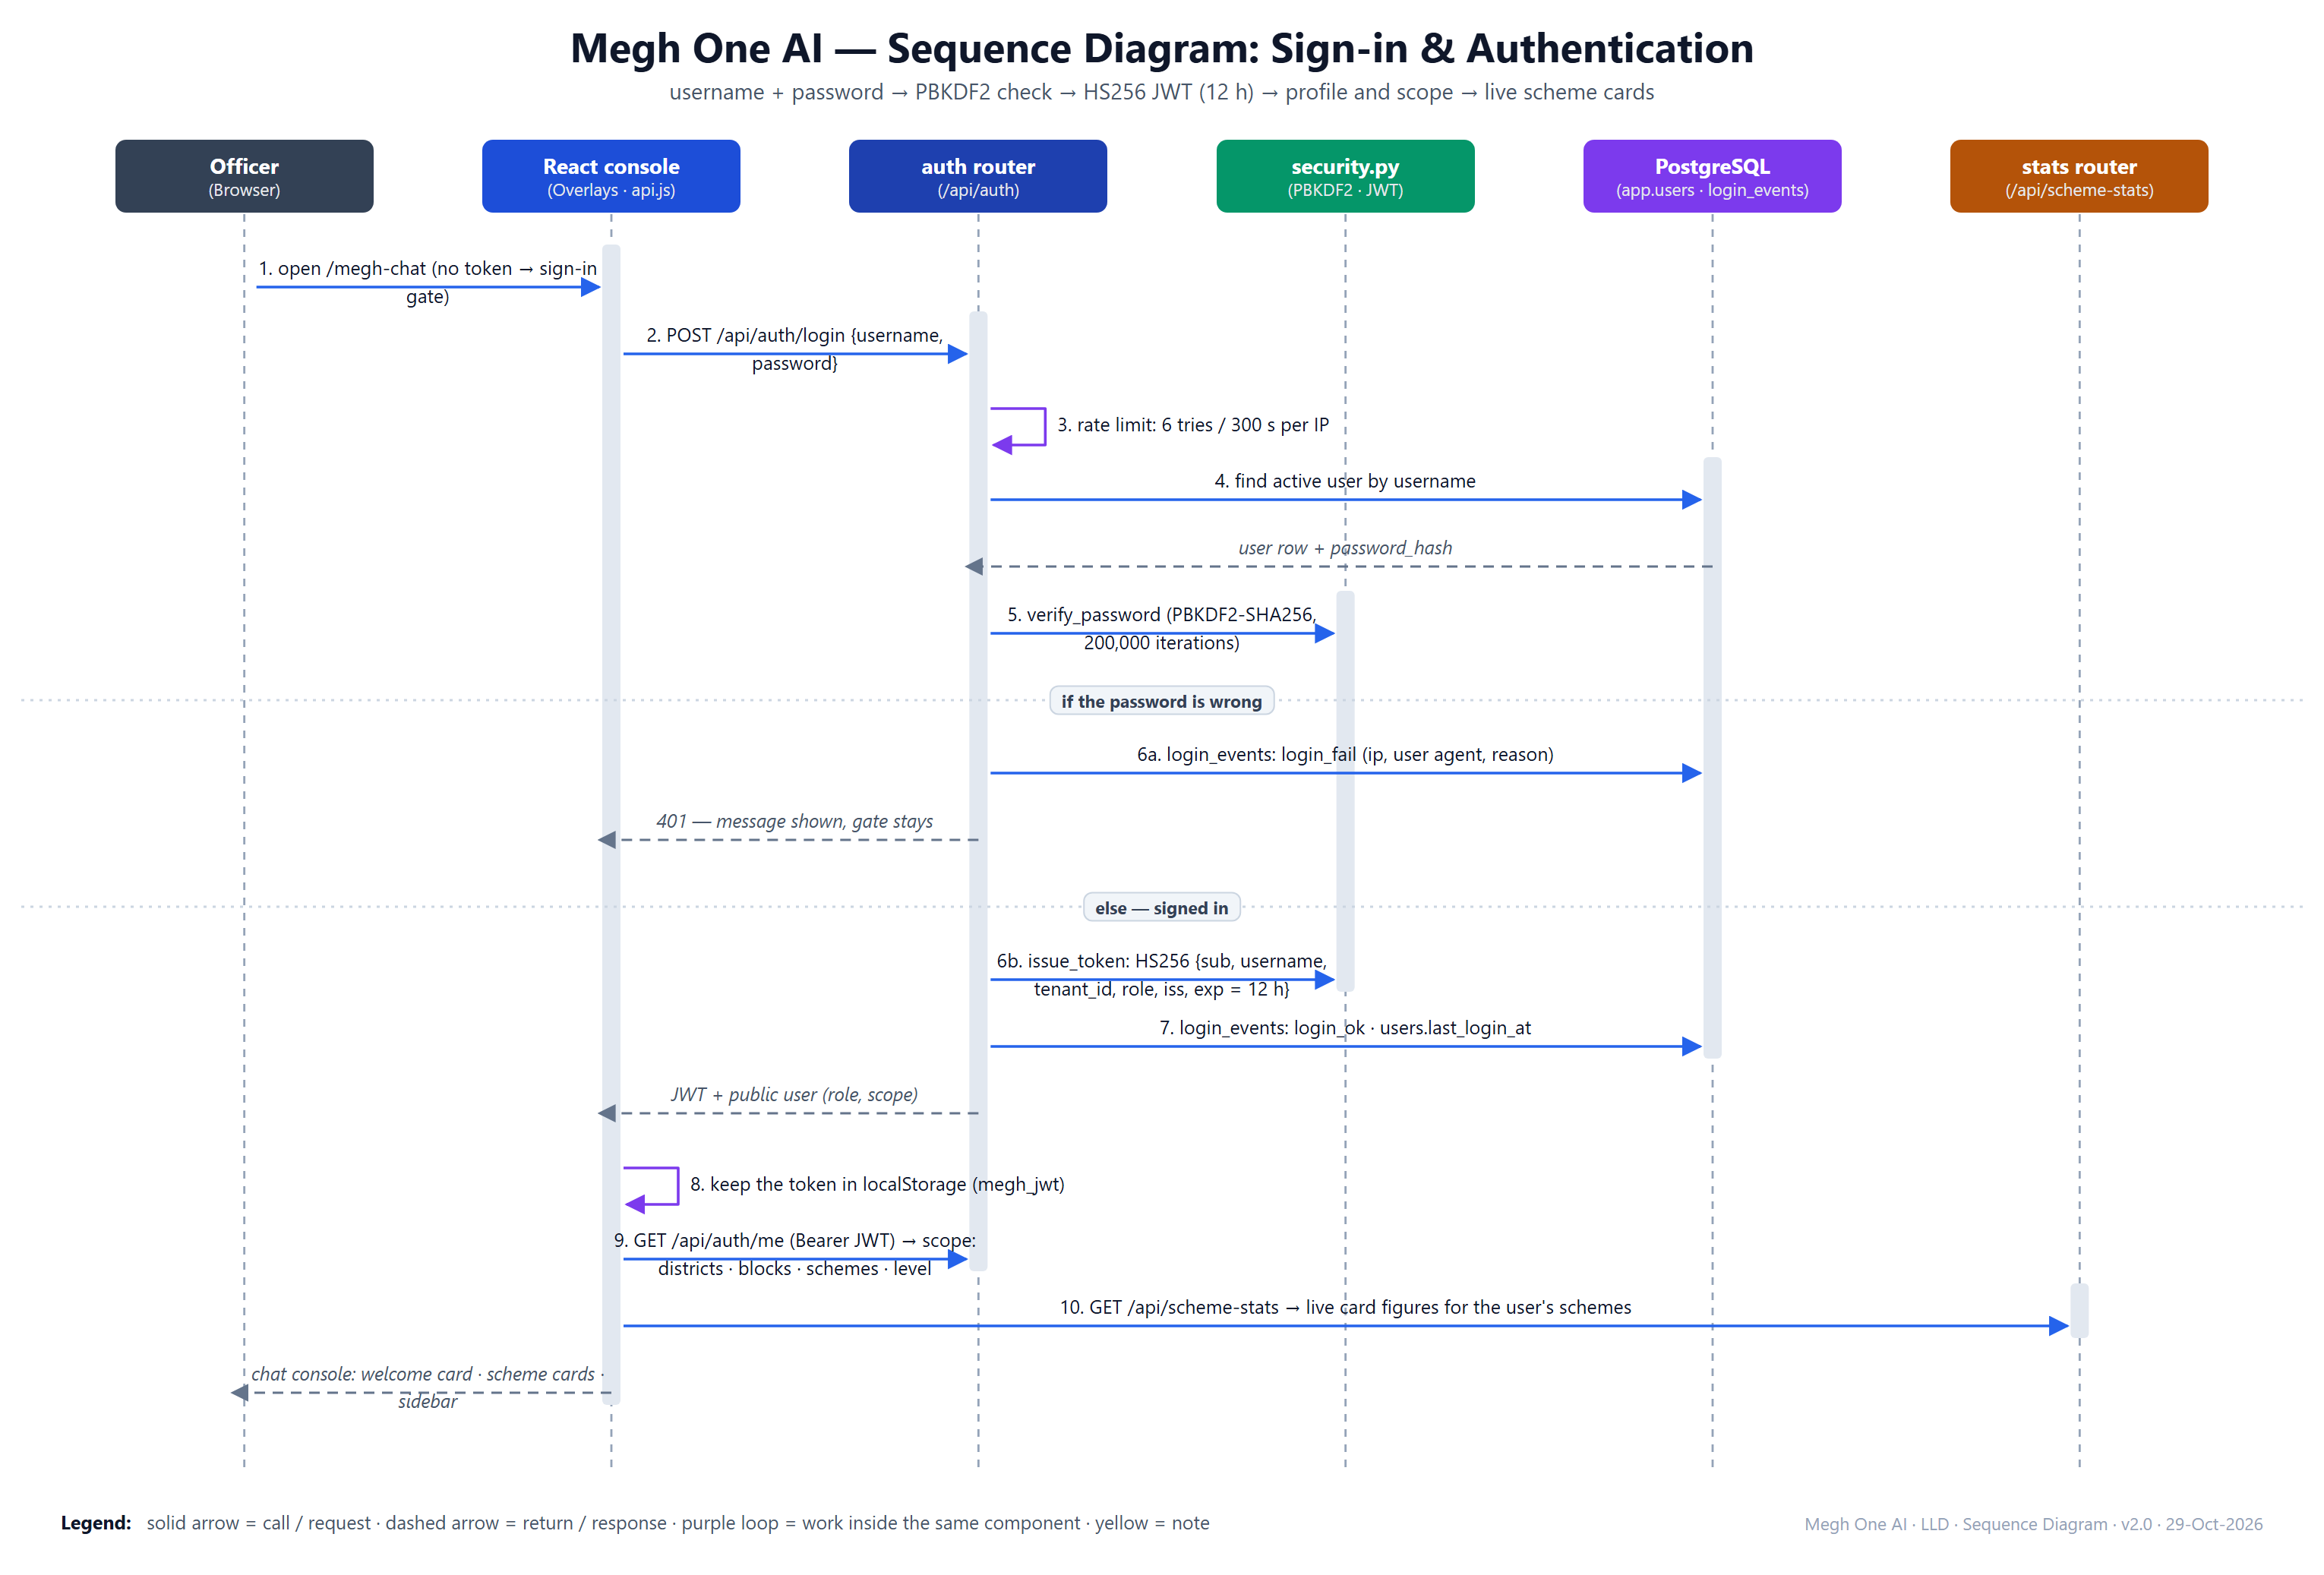 Megh One AI — Sequence Diagram: Sign-in & Authentication
username + password → PBKDF2 check → HS256 JWT (12 h) → profile and scope → live scheme cards
Officer
(Browser)
React console
(Overlays · api.js)
auth router
(/api/auth)
security.py
(PBKDF2 · JWT)
PostgreSQL
(app.users · login_events)
stats router
(/api/scheme-stats)
1. open /megh-chat (no token → sign-in
gate)
2. POST /api/auth/login {username,
password}
3. rate limit: 6 tries / 300 s per IP
4. find active user by username
user row + password_hash
5. verify_password (PBKDF2-SHA256,
200,000 iterations)
if the password is wrong
6a. login_events: login_fail (ip, user agent, reason)
401 — message shown, gate stays
else — signed in
6b. issue_token: HS256 {sub, username,
tenant_id, role, iss, exp = 12 h}
7. login_events: login_ok · users.last_login_at
JWT + public user (role, scope)
8. keep the token in localStorage (megh_jwt)
9. GET /api/auth/me (Bearer JWT) → scope:
districts · blocks · schemes · level
10. GET /api/scheme-stats → live card figures for the user's schemes
chat console: welcome card · scheme cards ·
sidebar
Legend: solid arrow = call / request · dashed arrow = return / response · purple loop = work inside the same component · yellow = note
Megh One AI · LLD · Sequence Diagram · v2.0 · 29-Oct-2026